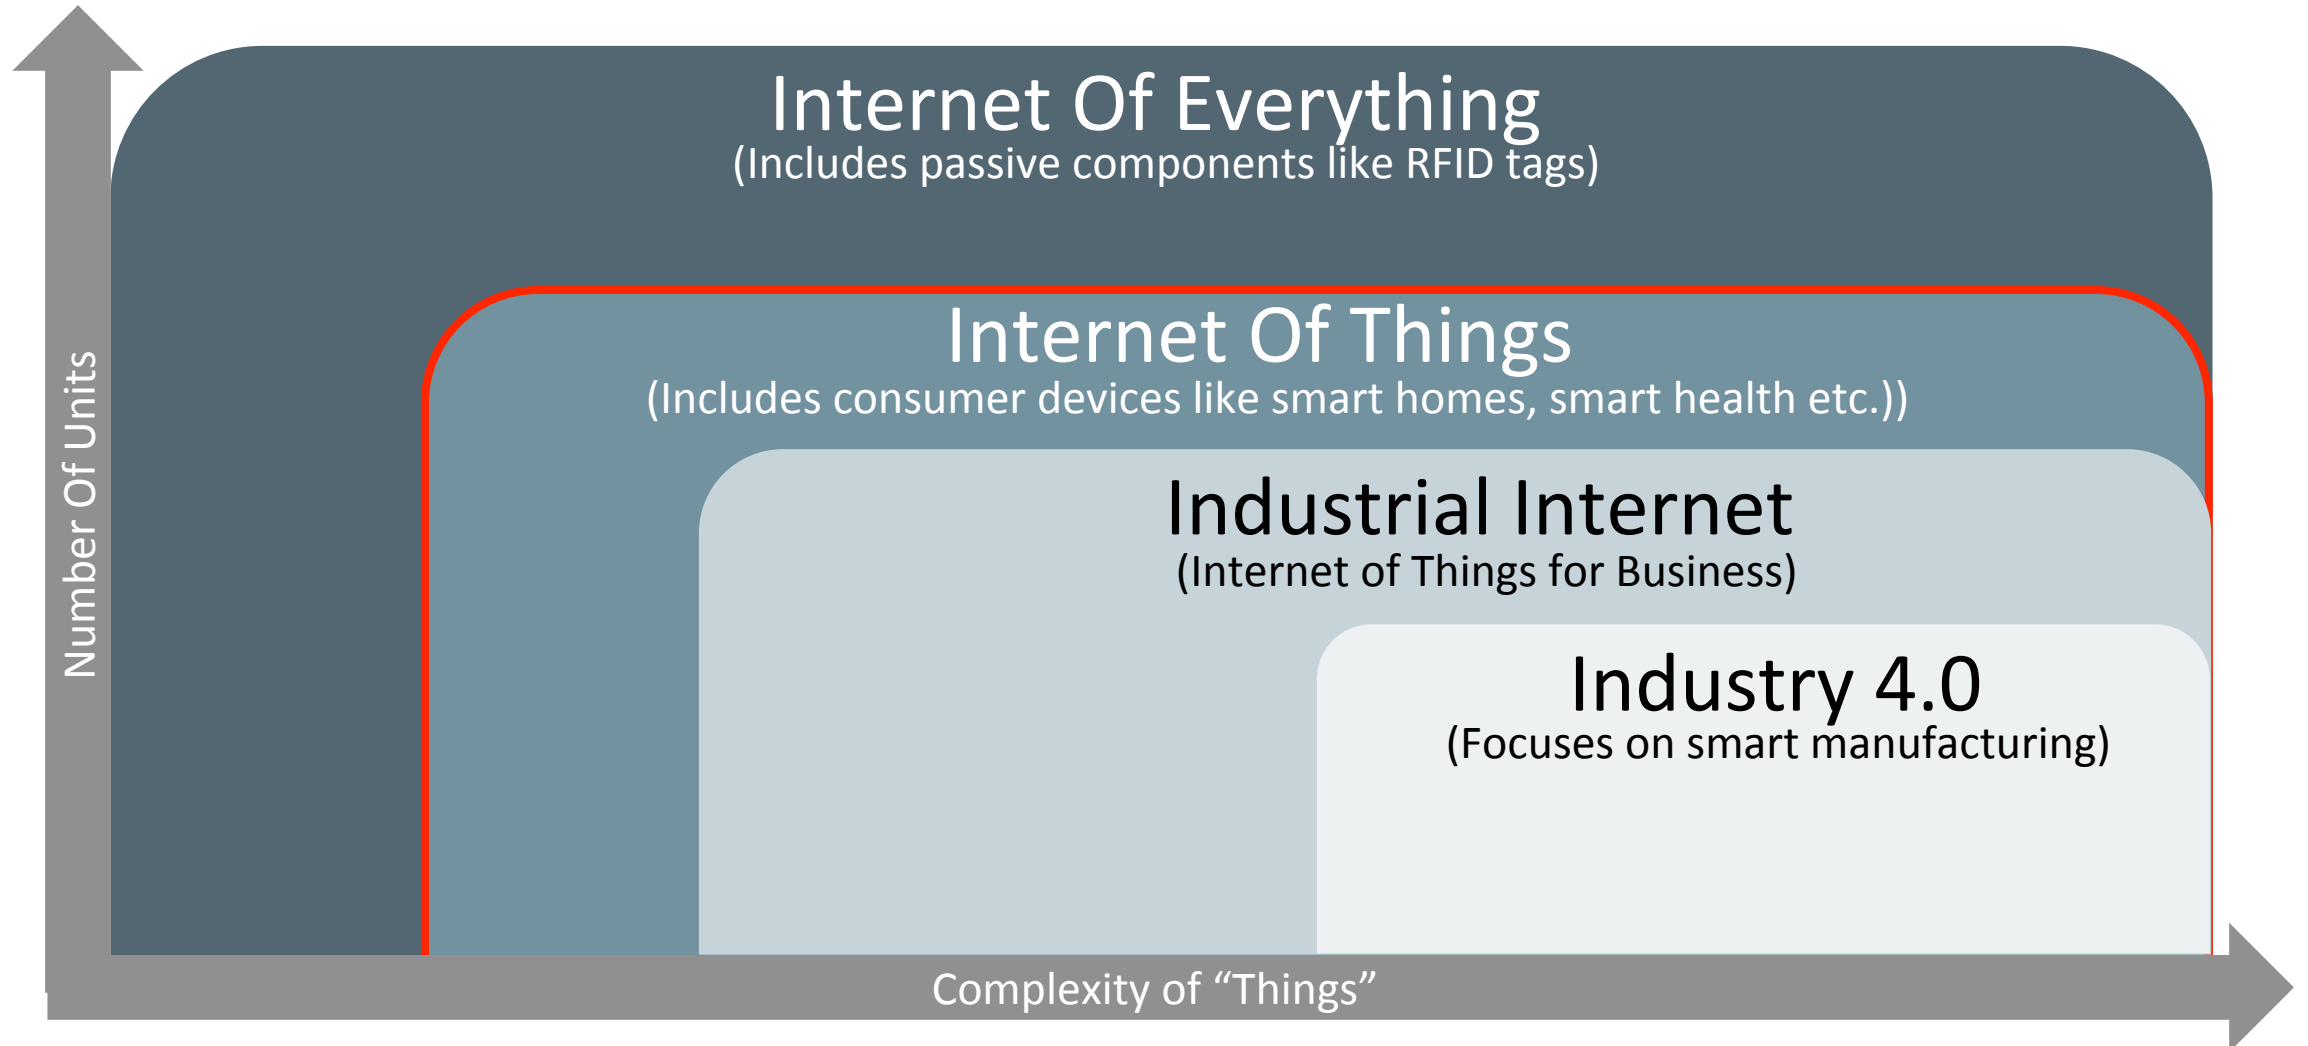 Internet Of Everything
(Includes passive components like RFID tags)
Internet Of Things
(Includes consumer devices like smart homes, smart health etc.))
Industrial Internet
(Internet of Things for Business)
Industry 4.0
(Focuses on smart manufacturing)
Number Of Units
Complexity of “Things”